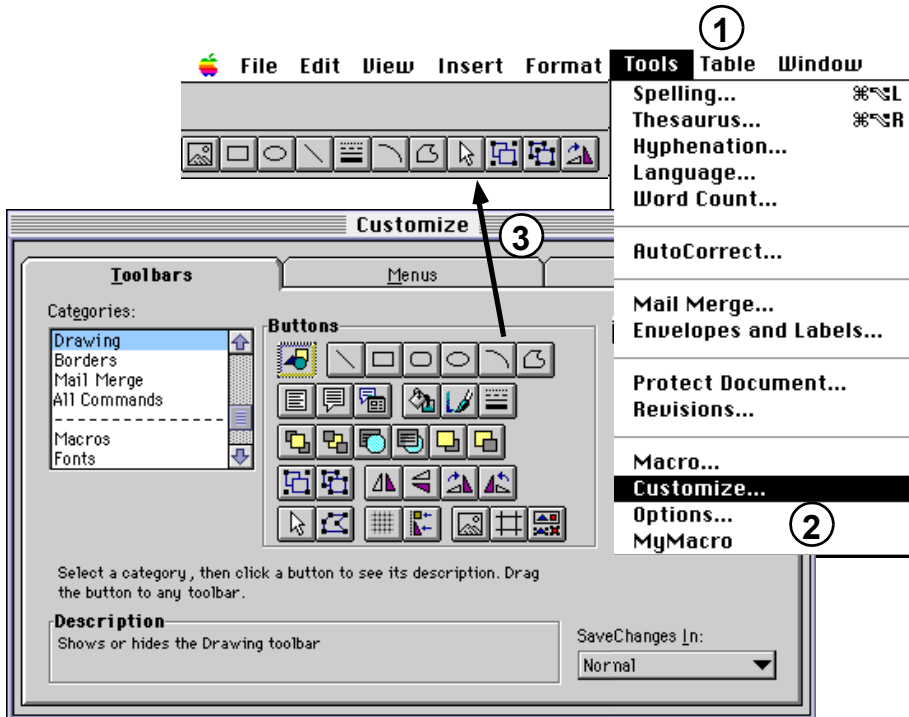 1
File Edit View Insert Format Tools Table Window
Spelling... ⌘⌥L
Thesaurus... ⌘⌥R
Hyphenation...
Language...
Word Count...
AutoCorrect...
Mail Merge...
Envelopes and Labels...
Protect Document...
Revisions...
Macro...
Customize...
Options...
MyMacro
2
3
Customize
Toolbars Menus
Categories:
Drawing
Borders
Mail Merge
All Commands
---------------
Macros
Fonts
Buttons
Select a category, then click a button to see its description. Drag
the button to any toolbar.
Description
Shows or hides the Drawing toolbar
SaveChanges In:
Normal